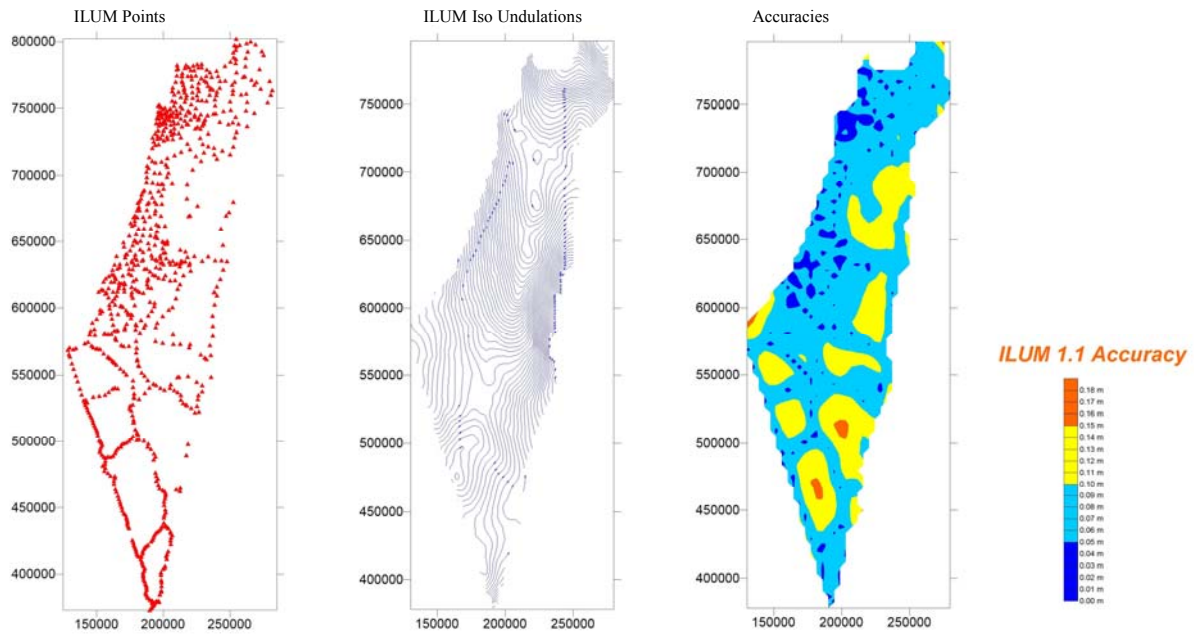 ILUM Points
800000
750000
700000
650000
600000
550000
500000
450000
400000
150000 200000 250000
ILUM Iso Undulations
750000
700000
650000
600000
550000
500000
450000
400000
150000 200000 250000
Accuracies
750000
700000
650000
600000
550000
500000
450000
400000
150000 200000 250000
ILUM 1.1 Accuracy
0.18 m
0.17 m
0.16 m
0.15 m
0.14 m
0.13 m
0.12 m
0.11 m
0.10 m
0.09 m
0.08 m
0.07 m
0.06 m
0.05 m
0.04 m
0.03 m
0.02 m
0.01 m
0.00 m